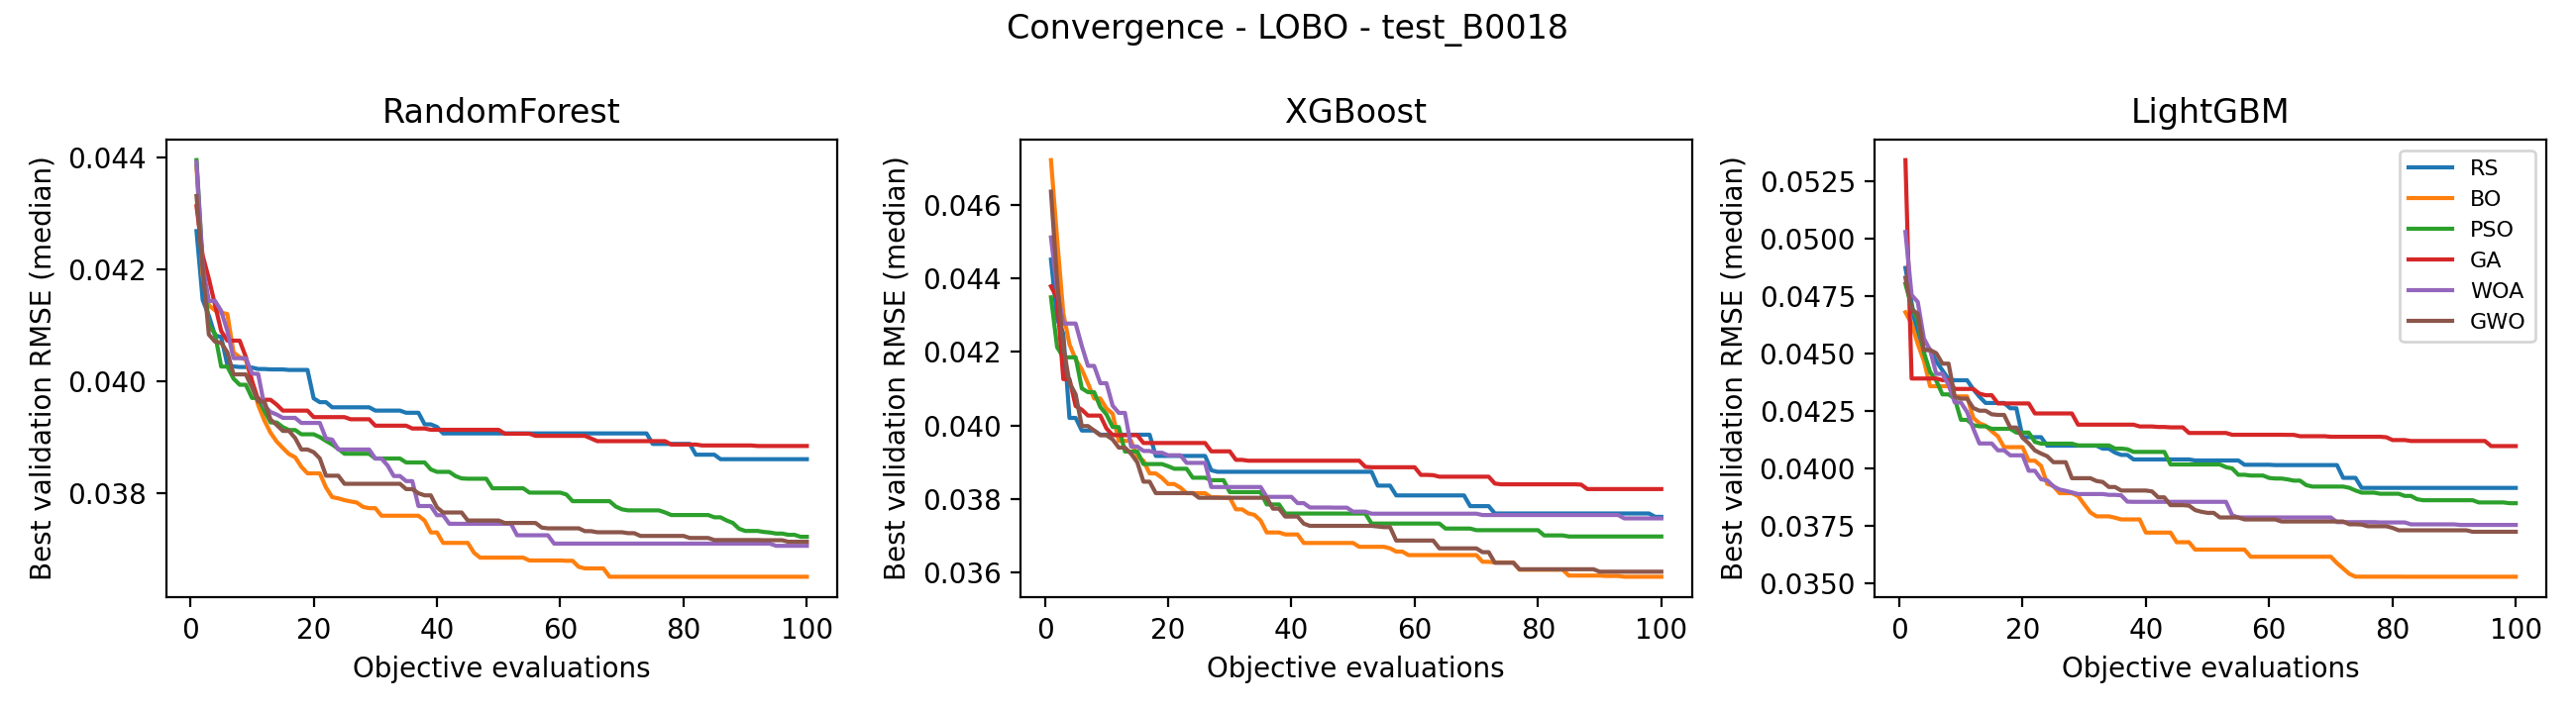 Convergence - LOBO - test_B0018
RandomForest
Best validation RMSE (median)
0.044
0.042
0.040
0.038
0 20 40 60 80 100
Objective evaluations
XGBoost
Best validation RMSE (median)
0.046
0.044
0.042
0.040
0.038
0.036
0 20 40 60 80 100
Objective evaluations
LightGBM
Best validation RMSE (median)
0.0525
0.0500
0.0475
0.0450
0.0425
0.0400
0.0375
0.0350
0 20 40 60 80 100
Objective evaluations
RS
BO
PSO
GA
WOA
GWO